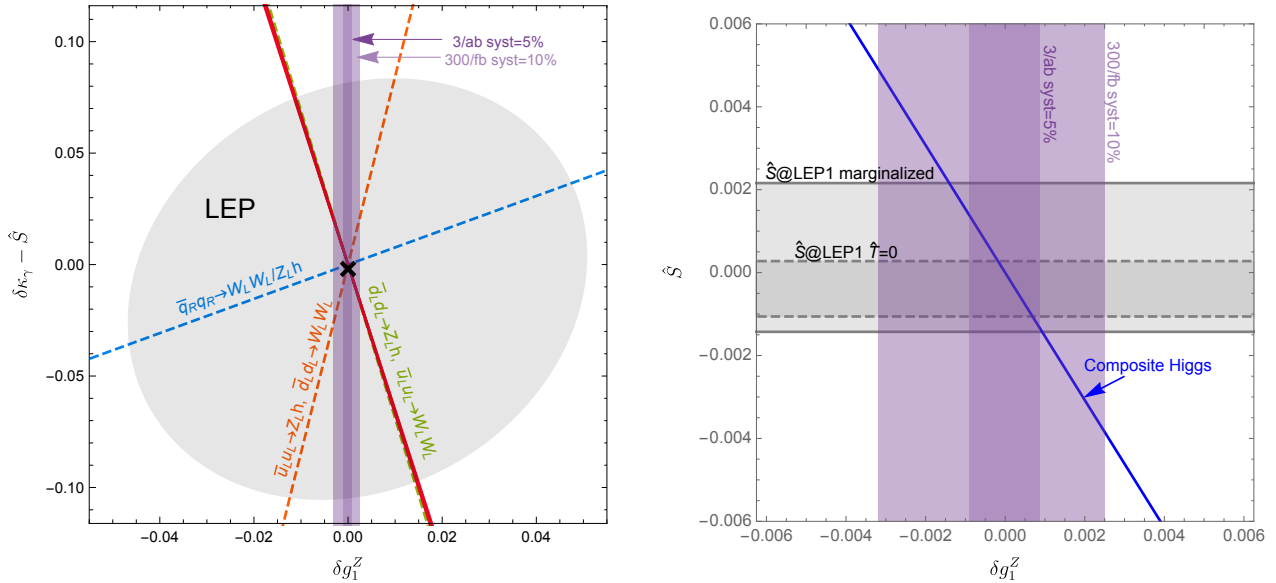 0.10
0.05
0.00
−0.05
−0.10
−0.04
−0.02
0.00
0.02
0.04
δκγ − Ŝ
δg₁ᶻ
3/ab syst=5%
300/fb syst=10%
LEP
q̄_R q_R→W_L W_L/Z_L h
ū_L u_L→Z_L h, d̄_L d_L→W_L W_L
d̄_L d_L→Z_L h, ū_L u_L→W_L W_L
0.006
0.004
0.002
0.000
−0.002
−0.004
−0.006
−0.006
−0.004
−0.002
0.000
0.002
0.004
0.006
Ŝ
δg₁ᶻ
3/ab syst=5%
300/fb syst=10%
Ŝ@LEP1 marginalized
Ŝ@LEP1 T̂=0
Composite Higgs